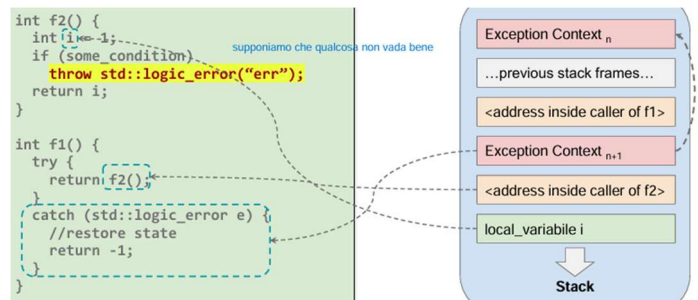 int f2() {
int i = 1;
if (some_condition)
throw std::logic_error(“err”);
return i;
}
supponiamo che qualcosa non vada bene
int f1() {
try {
return f2();
}
catch (std::logic_error e) {
//restore state
return -1;
}
}
Exception Context n
…previous stack frames…
<address inside caller of f1>
Exception Context n+1
<address inside caller of f2>
local_variabile i
Stack